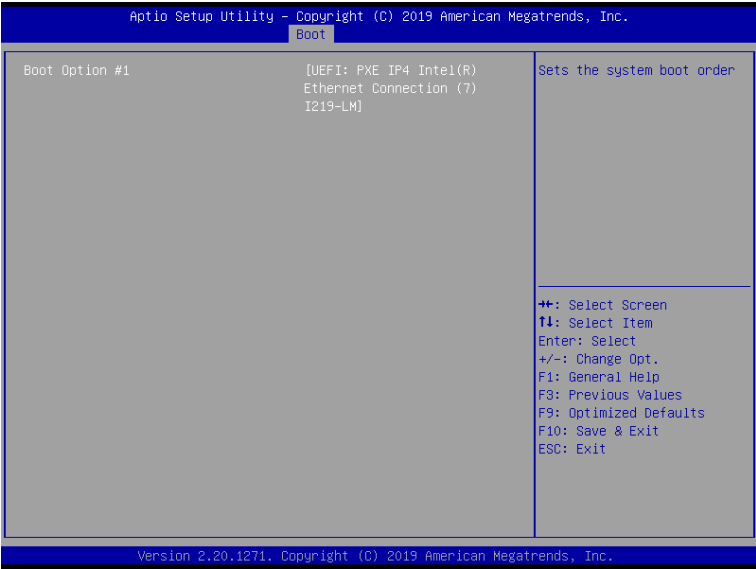 Aptio Setup Utility – Copyright (C) 2019 American Megatrends, Inc.
Boot
Boot Option #1 [UEFI: PXE IP4 Intel(R)
Ethernet Connection (7)
I219-LM]
Sets the system boot order
→←: Select Screen
↑↓: Select Item
Enter: Select
+/-: Change Opt.
F1: General Help
F3: Previous Values
F9: Optimized Defaults
F10: Save & Exit
ESC: Exit
Version 2.20.1271. Copyright (C) 2019 American Megatrends, Inc.